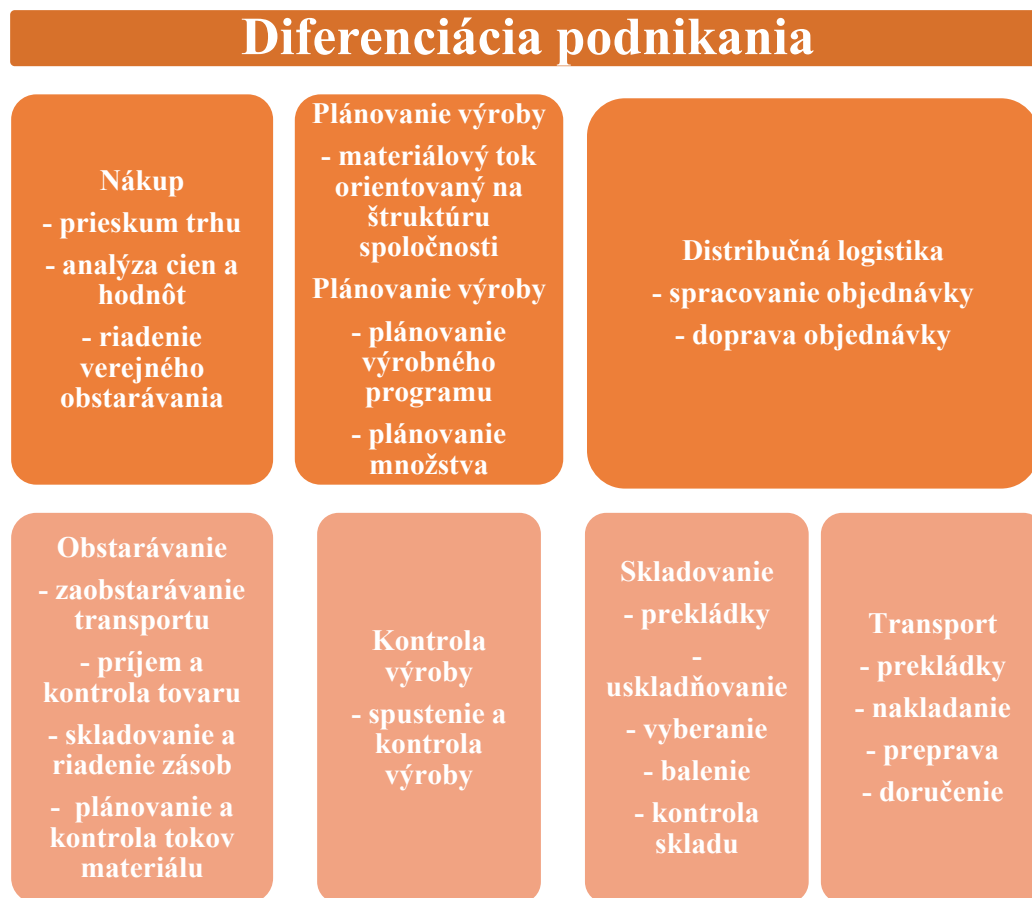 Diferenciácia podnikania
Nákup
- prieskum trhu
- analýza cien a
hodnôt
- riadenie
verejného
obstarávania
Plánovanie výroby
- materiálový tok
orientovaný na
štruktúru
spoločnosti
Plánovanie výroby
- plánovanie
výrobného
programu
- plánovanie
množstva
Distribučná logistika
- spracovanie objednávky
- doprava objednávky
Obstarávanie
- zaobstarávanie
transportu
- príjem a
kontrola tovaru
- skladovanie a
riadenie zásob
- plánovanie a
kontrola tokov
materiálu
Kontrola
výroby
- spustenie a
kontrola
výroby
Skladovanie
- prekládky
-
uskladňovanie
- vyberanie
- balenie
- kontrola
skladu
Transport
- prekládky
- nakladanie
- preprava
- doručenie